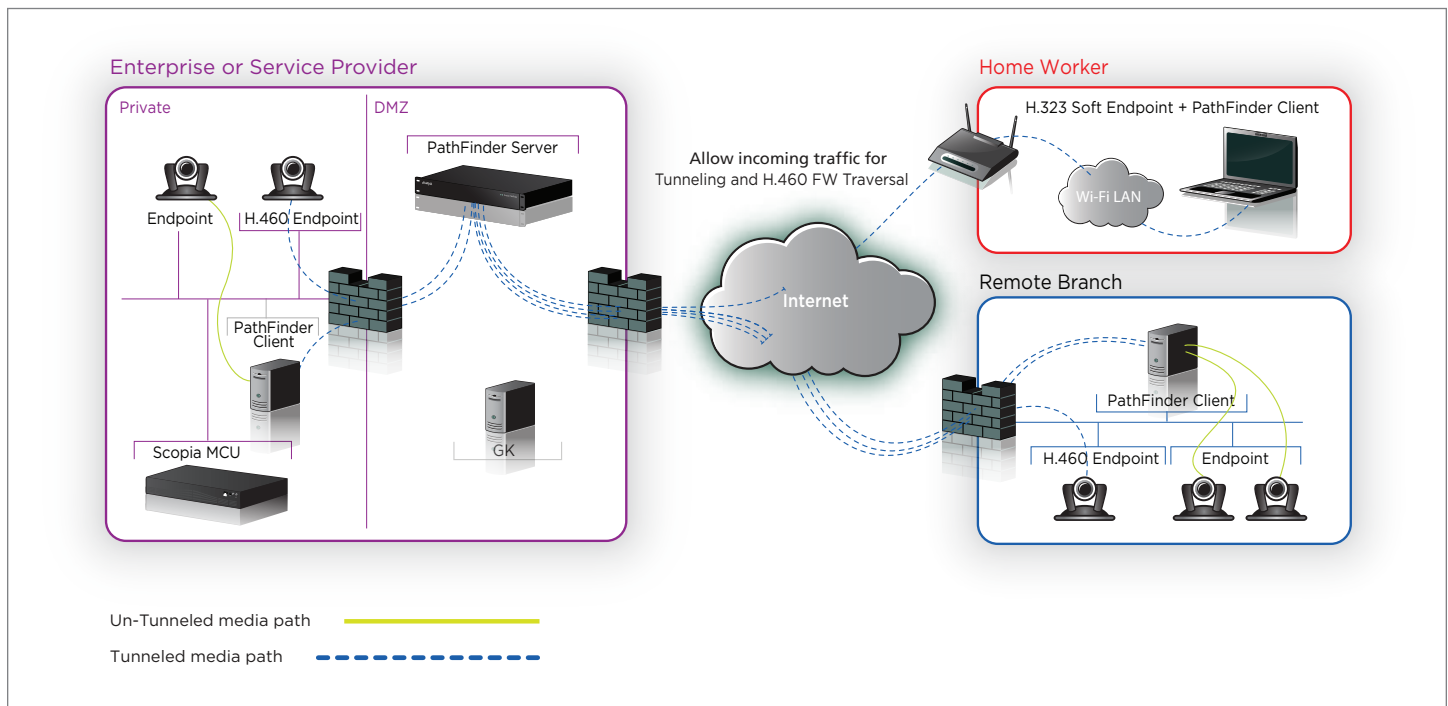 Enterprise or Service Provider
Private
DMZ
PathFinder Server
Endpoint
H.460 Endpoint
PathFinder
Client
Scopia MCU
GK
Allow incoming traffic for
Tunneling and H.460 FW Traversal
Internet
Home Worker
H.323 Soft Endpoint + PathFinder Client
Wi-Fi LAN
Remote Branch
PathFinder Client
H.460 Endpoint
Endpoint
Un-Tunneled media path
Tunneled media path